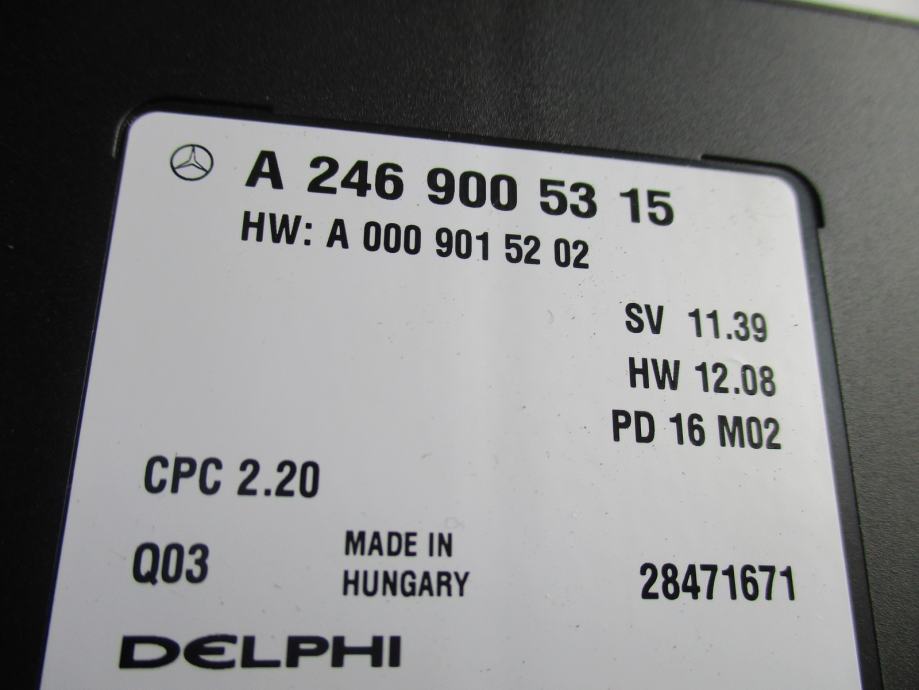 A 246 900 53 15
HW: A 000 901 52 02
SV 11.39
HW 12.08
PD 16 M02
CPC 2.20
Q03
MADE IN
HUNGARY
28471671
DELPHI